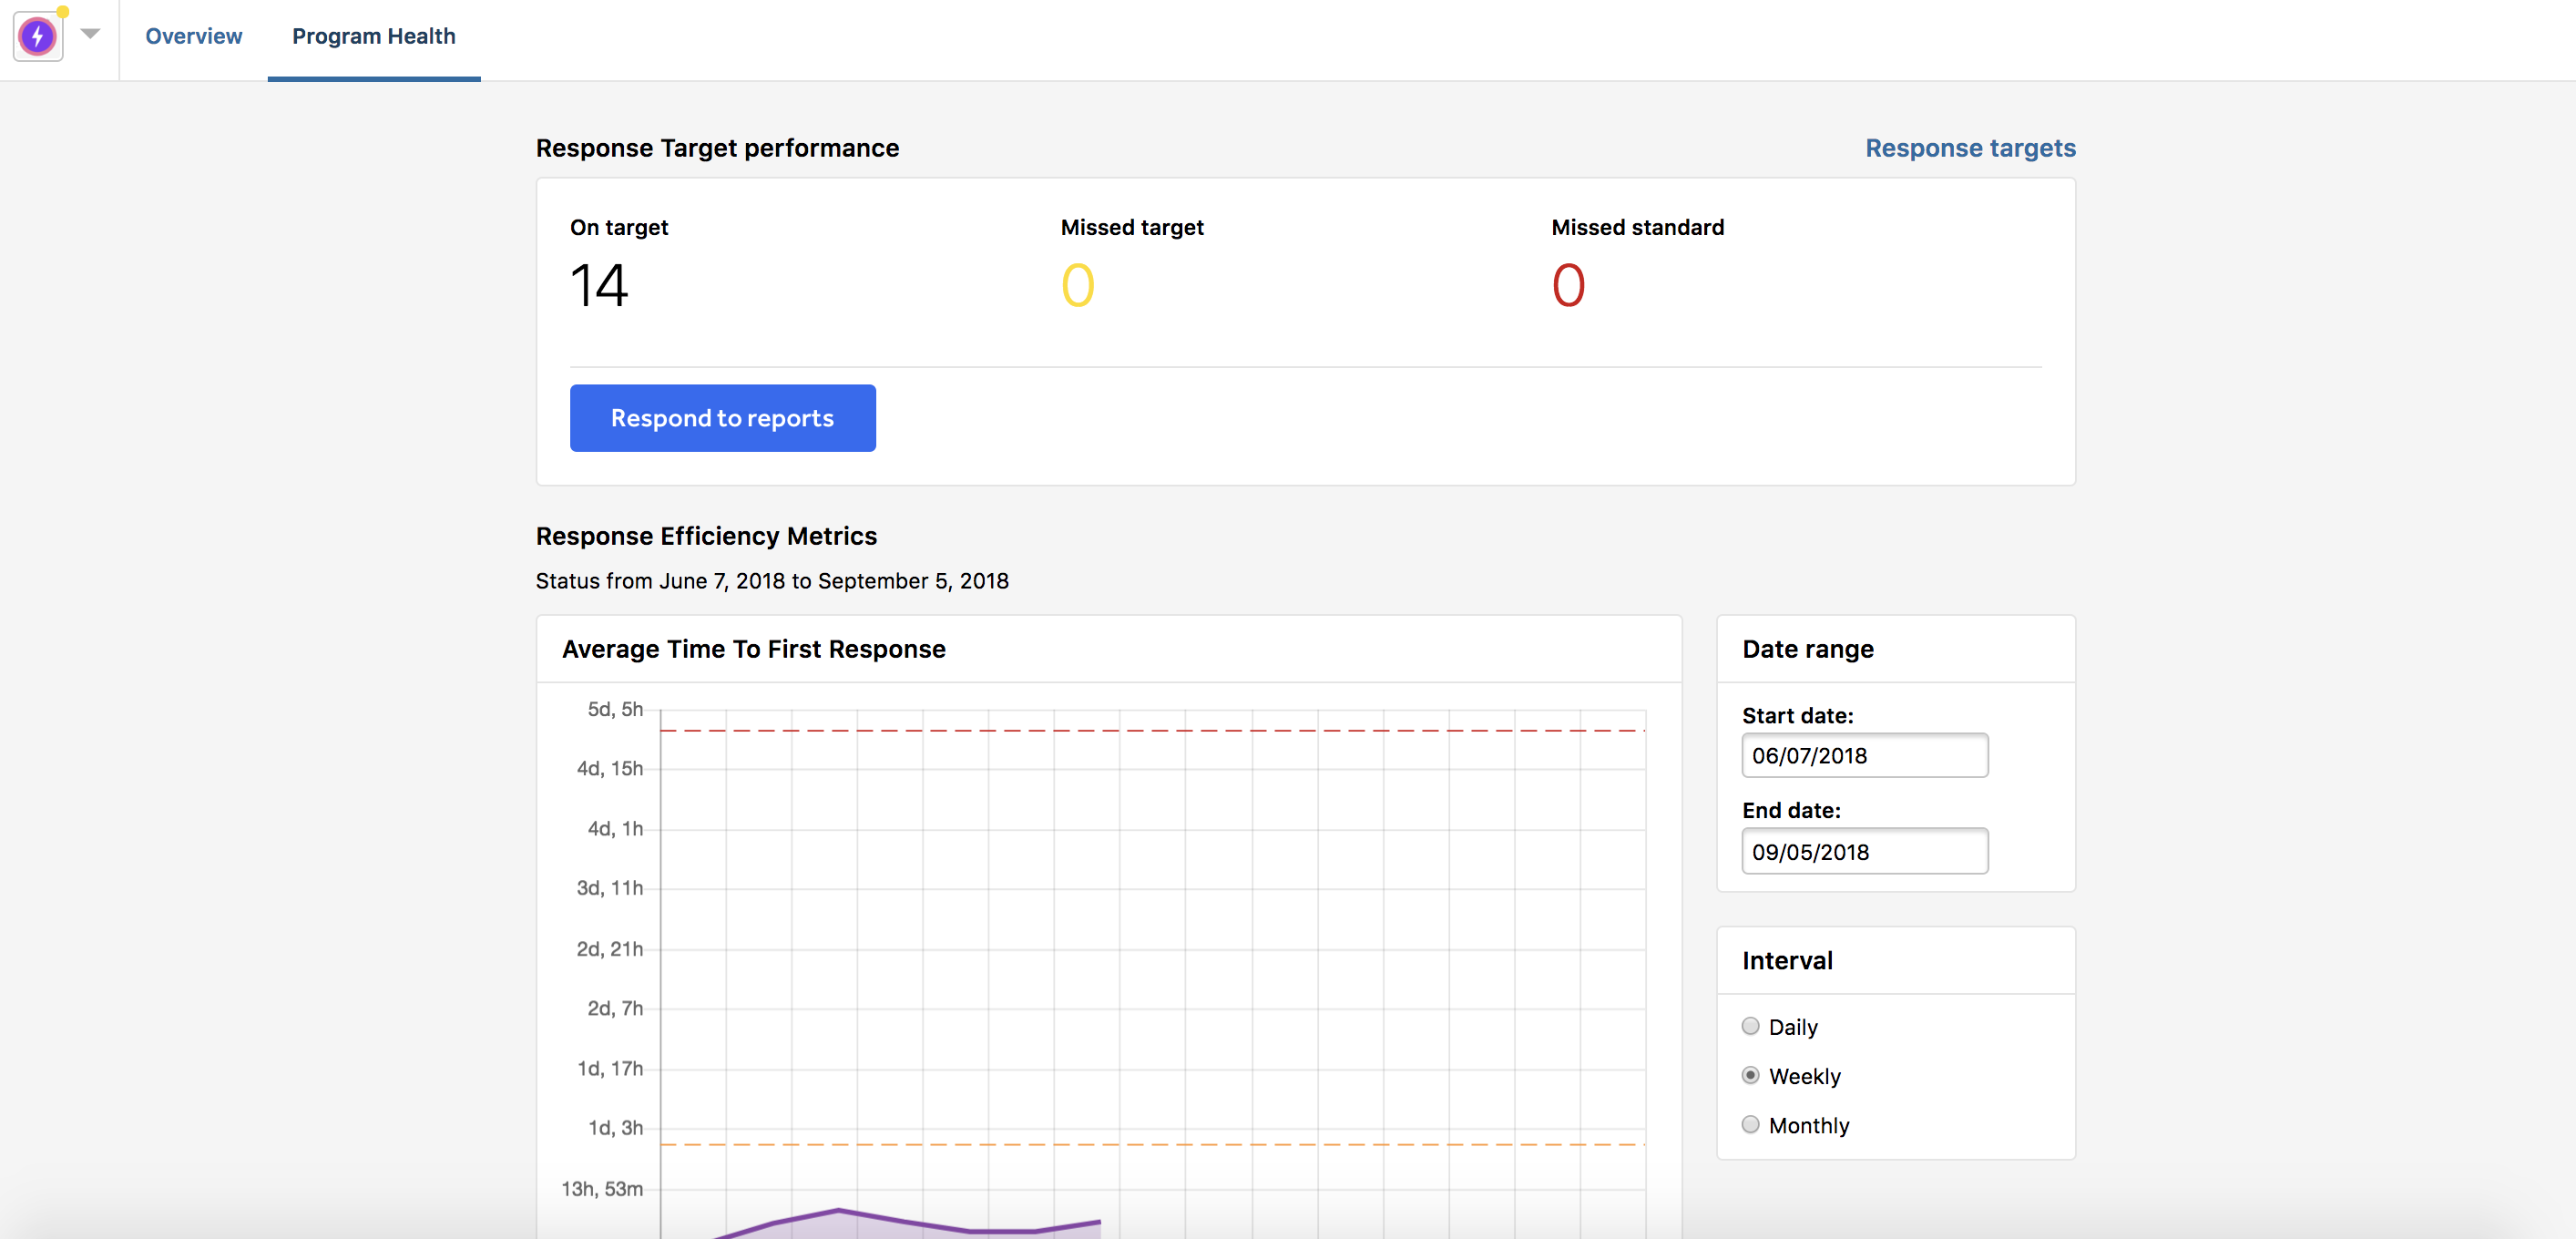 Overview
Program Health
Response Target performance
Response targets
On target
Missed target
Missed standard
14
0
0
Respond to reports
Response Efficiency Metrics
Status from June 7, 2018 to September 5, 2018
Average Time To First Response
5d, 5h
4d, 15h
4d, 1h
3d, 11h
2d, 21h
2d, 7h
1d, 17h
1d, 3h
13h, 53m
Date range
Start date:
06/07/2018
End date:
09/05/2018
Interval
Daily
Weekly
Monthly